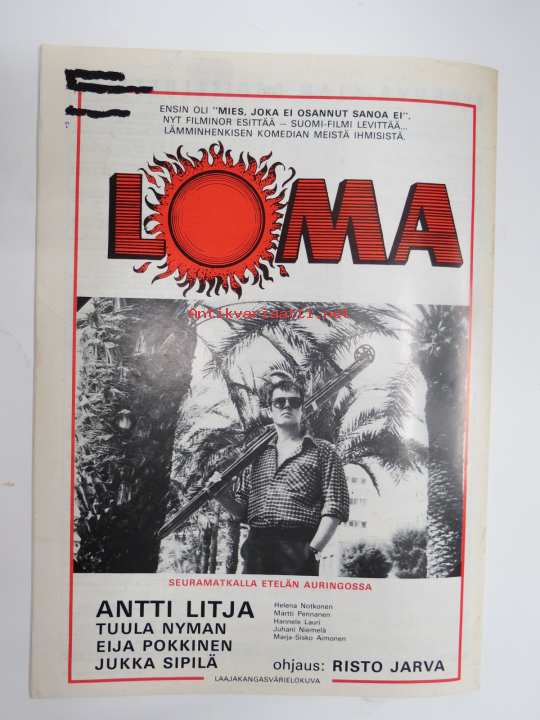 ENSIN OLI "MIES, JOKA EI OSANNUT SANOA EI".
NYT FILMINOR ESITTÄÄ – SUOMI-FILMI LEVITTÄÄ...
LÄMMINHENKISEN KOMEDIAN MEISTÄ IHMISISTÄ.
LOMA
Antikvariaatti.net
SEURAMATKALLA ETELÄN AURINGOSSA
ANTTI LITJA
TUULA NYMAN
EIJA POKKINEN
JUKKA SIPILÄ
Helena Notkonen
Martti Pennanen
Hannele Lauri
Juhani Niemelä
Marja-Sisko Aimonen
ohjaus: RISTO JARVA
LAAJAKANGASVÄRIELOKUVA